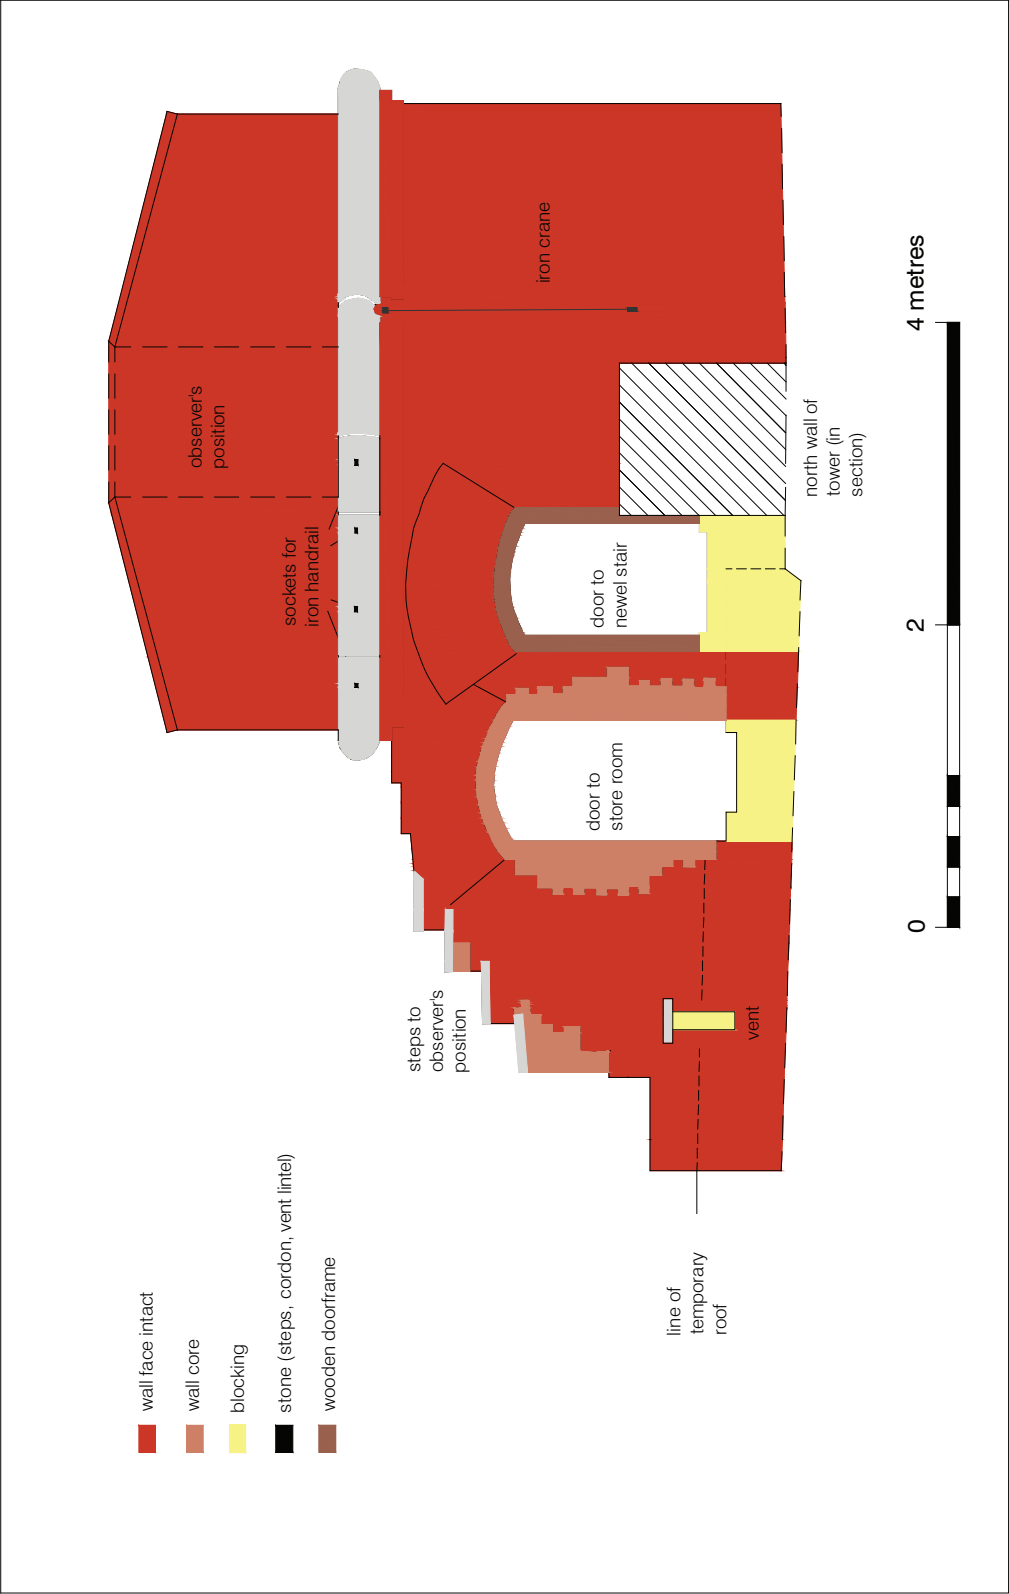 wall face intact
wall core
blocking
stone (steps, cordon, vent lintel)
wooden doorframe
observer's
position
sockets for
iron handrail
iron crane
steps to
observer's
position
door to
store room
door to
newel stair
north wall of
tower (in
section)
vent
line of
temporary
roof
0
2
4 metres